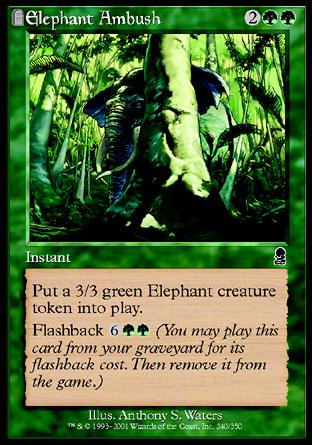 Elephant Ambush 2
Instant
Put a 3/3 green Elephant creature
token into play.
Flashback 6 (You may play this
card from your graveyard for its
flashback cost. Then remove it from
the game.)
Illus. Anthony S. Waters
™ & © 1993-2001 Wizards of the Coast, Inc. 240/350